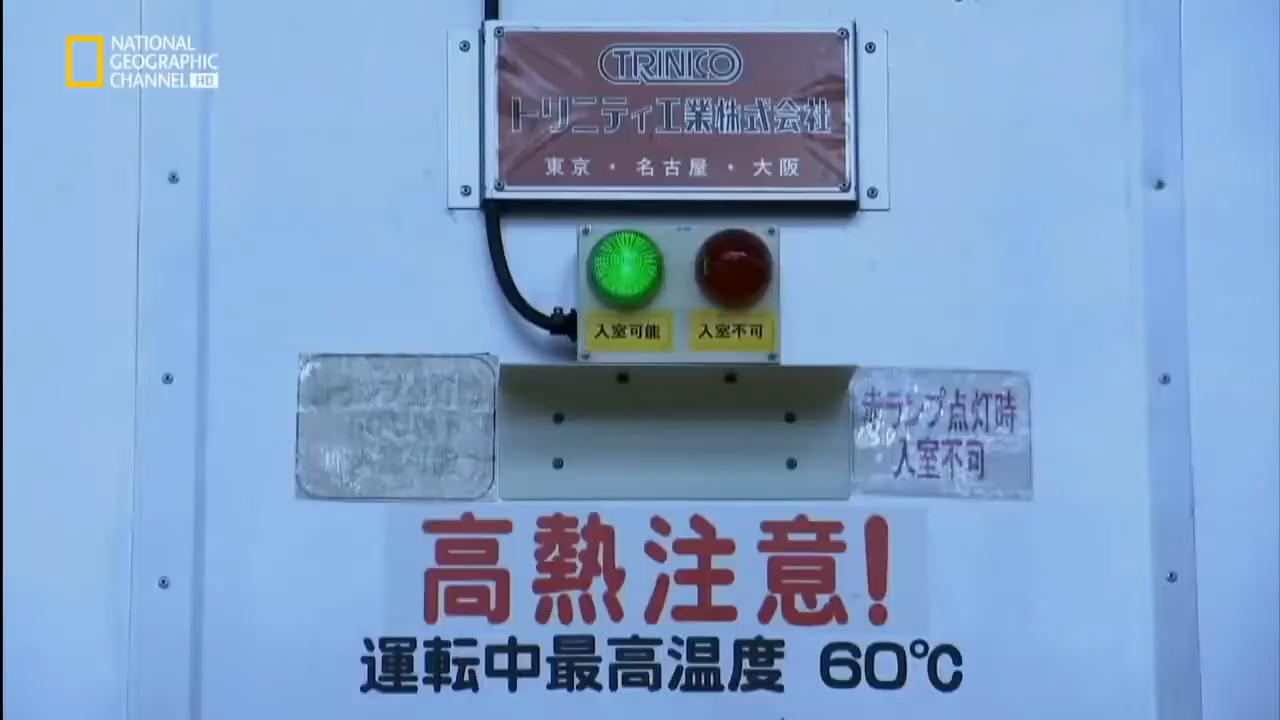 NATIONAL
GEOGRAPHIC
CHANNEL HD
TRINICO
トリニティ工業株式会社
東京・名古屋・大阪
入室可能
入室不可
赤ランプ点灯時
入室不可
高熱注意!
運転中最高温度 60℃